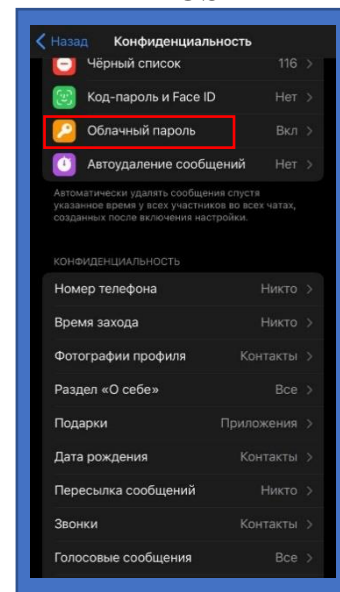 Назад Конфиденциальность
Чёрный список 116
Код-пароль и Face ID Нет
Облачный пароль Вкл
Автоудаление сообщений Нет
Автоматически удалять сообщения спустя
указанное время у всех участников во всех чатах,
созданных после включения настройки.
КОНФИДЕНЦИАЛЬНОСТЬ
Номер телефона Никто
Время захода Никто
Фотографии профиля Контакты
Раздел «О себе» Все
Подарки Приложения
Дата рождения Контакты
Пересылка сообщений Никто
Звонки Контакты
Голосовые сообщения Все